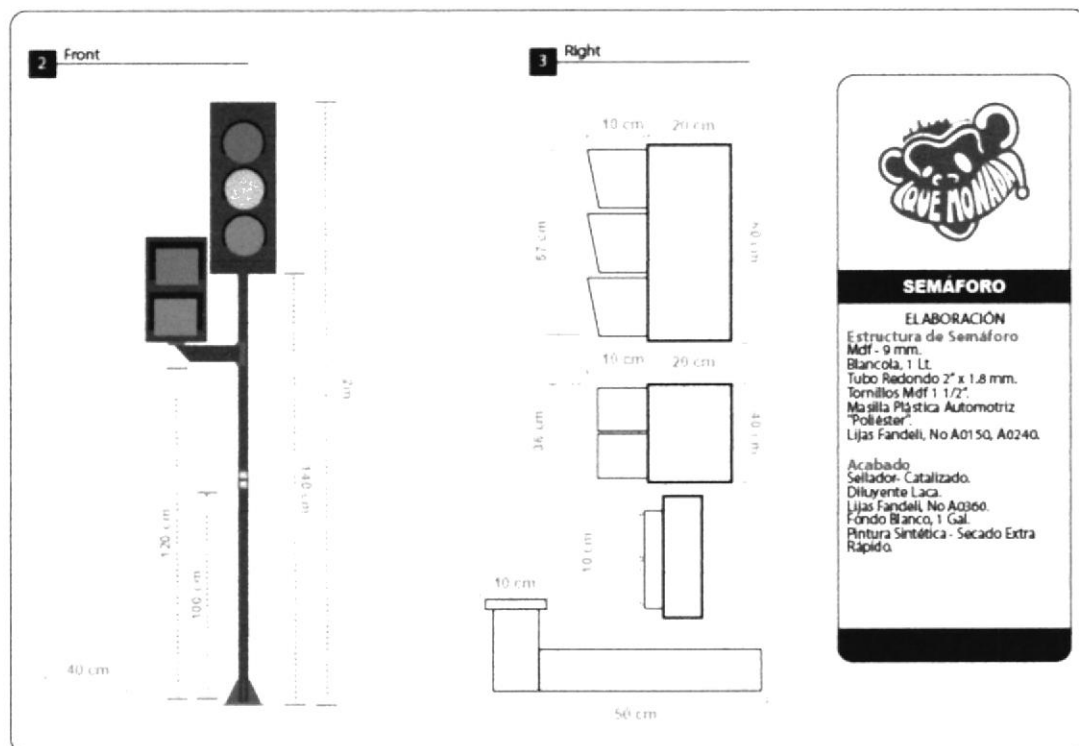 2 Front
2m
140 cm
120 cm
100 cm
40 cm
3 Right
10 cm 20 cm
57 cm
60 cm
10 cm 20 cm
36 cm
40 cm
10 cm
10 cm
50 cm
QUE MONADA
SEMÁFORO
ELABORACIÓN
Estructura de Semáforo
Mdf - 9 mm.
Blancola, 1 Lt.
Tubo Redondo 2" x 1.8 mm.
Tornillos Mdf 1 1/2".
Masilla Plástica Automotriz
"Poliéster".
Lijas Fandeli, No A0150, A0240.
Acabado
Sellador- Catalizado.
Diluyente Laca.
Lijas Fandeli, No A0360.
Fondo Blanco, 1 Gal.
Pintura Sintética - Secado Extra
Rápido.